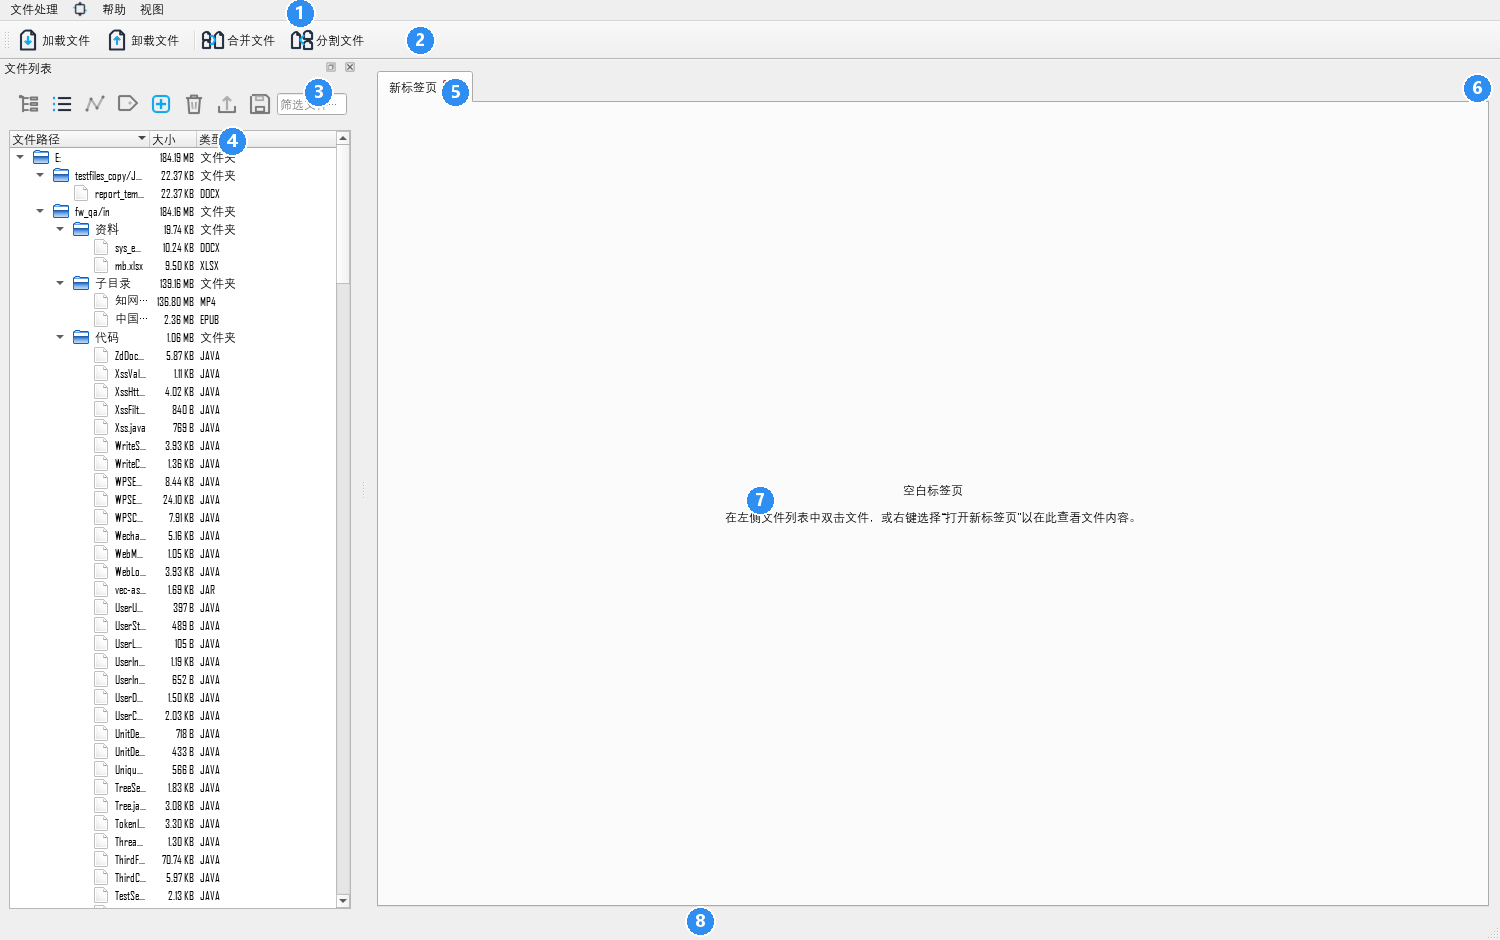 文件处理 帮助 视图
1
加载文件 卸载文件 合并文件 分割文件
2
文件列表
3
新标签页
5
6
文件路径 大小
4
E: 184.19 MB 文件夹
testfiles_copy/J... 22.37 KB 文件夹
report_tem... 22.37 KB DOCX
fw_qa/in 184.16 MB 文件夹
资料 19.74 KB 文件夹
sys_e... 10.24 KB DOCX
mb.xlsx 9.50 KB XLSX
子目录 139.16 MB 文件夹
知网… 136.80 MB MP4
中国… 2.36 MB EPUB
代码 1.06 MB 文件夹
ZdDoc... 5.87 KB JAVA
XssVal... 1.11 KB JAVA
XssHtt... 4.02 KB JAVA
XssFilt... 840 B JAVA
Xss.java 769 B JAVA
WriteS... 3.93 KB JAVA
WriteC... 1.36 KB JAVA
WPSE... 8.44 KB JAVA
WPSE... 24.10 KB JAVA
WPSC... 7.91 KB JAVA
Wecha... 5.16 KB JAVA
WebM... 1.05 KB JAVA
WebLo... 3.93 KB JAVA
vec-as... 1.69 KB JAR
UserU... 397 B JAVA
UserSt... 489 B JAVA
UserL... 105 B JAVA
UserIn... 1.19 KB JAVA
UserIn... 652 B JAVA
UserD... 1.50 KB JAVA
UserC... 2.03 KB JAVA
UnitDe... 718 B JAVA
UnitDe... 433 B JAVA
Uniqu... 566 B JAVA
TreeSe... 1.83 KB JAVA
Tree.ja... 3.08 KB JAVA
TokenI... 3.30 KB JAVA
Threa... 1.30 KB JAVA
ThirdF... 70.74 KB JAVA
ThirdC... 5.97 KB JAVA
TestSe... 2.13 KB JAVA
空白标签页
7
在左侧文件列表中双击文件，或右键选择"打开新标签页"以在此查看文件内容。
8